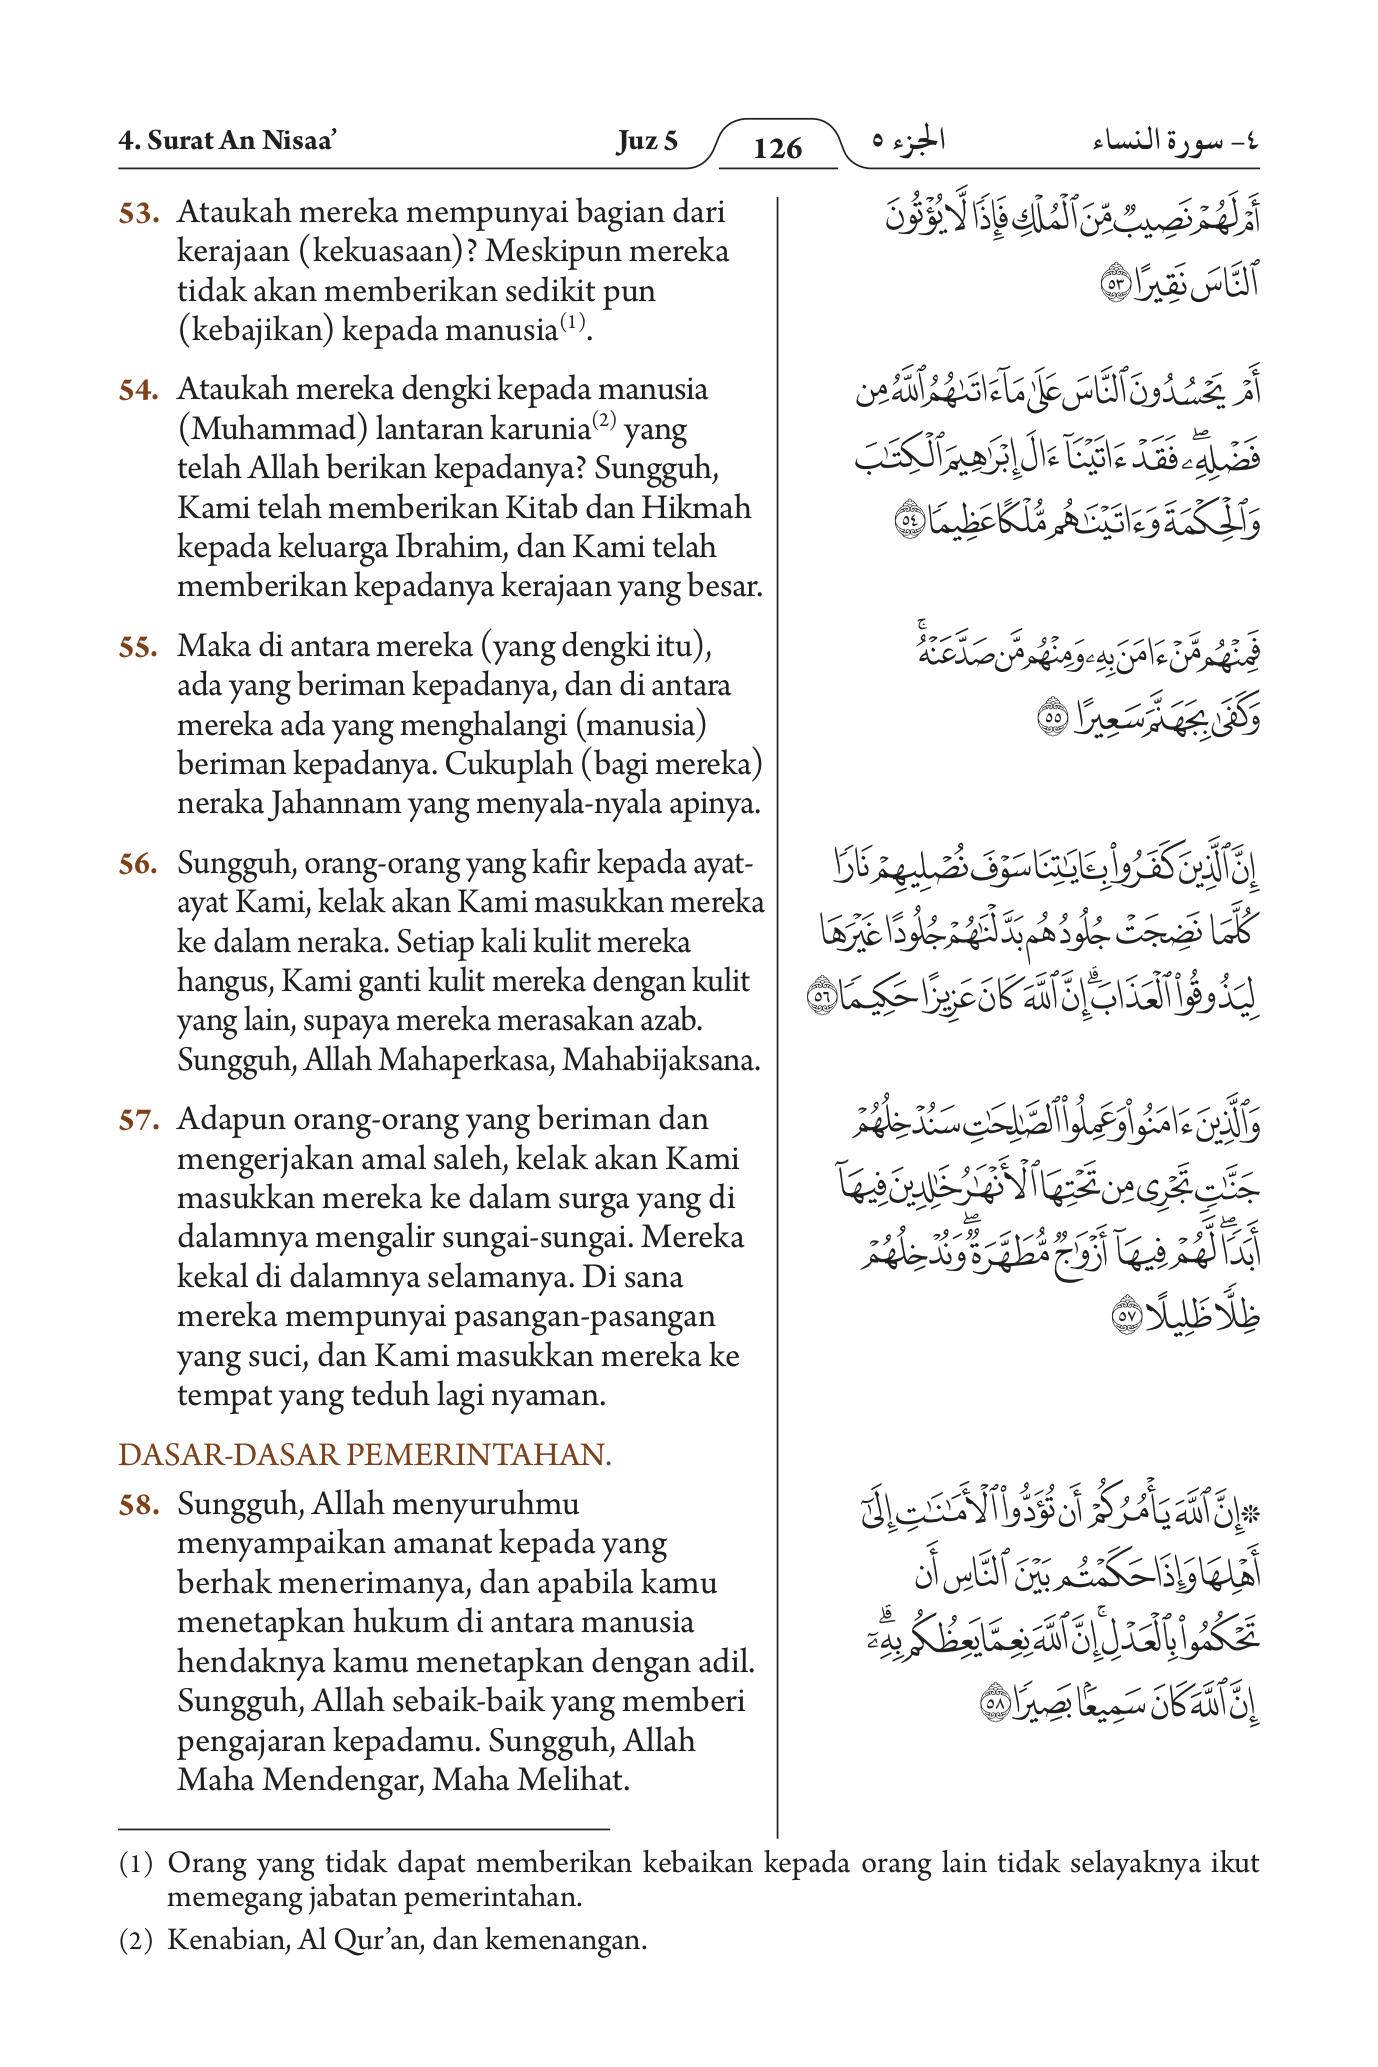 4. Surat An Nisaa’ Juz 5 126 الجزء ٥ ٤- سورة النساء
53. Ataukah mereka mempunyai bagian dari
kerajaan (kekuasaan)? Meskipun mereka
tidak akan memberikan sedikit pun
(kebajikan) kepada manusia(1).
54. Ataukah mereka dengki kepada manusia
(Muhammad) lantaran karunia(2) yang
telah Allah berikan kepadanya? Sungguh,
Kami telah memberikan Kitab dan Hikmah
kepada keluarga Ibrahim, dan Kami telah
memberikan kepadanya kerajaan yang besar.
55. Maka di antara mereka (yang dengki itu),
ada yang beriman kepadanya, dan di antara
mereka ada yang menghalangi (manusia)
beriman kepadanya. Cukuplah (bagi mereka)
neraka Jahannam yang menyala-nyala apinya.
56. Sungguh, orang-orang yang kafir kepada ayat-
ayat Kami, kelak akan Kami masukkan mereka
ke dalam neraka. Setiap kali kulit mereka
hangus, Kami ganti kulit mereka dengan kulit
yang lain, supaya mereka merasakan azab.
Sungguh, Allah Mahaperkasa, Mahabijaksana.
57. Adapun orang-orang yang beriman dan
mengerjakan amal saleh, kelak akan Kami
masukkan mereka ke dalam surga yang di
dalamnya mengalir sungai-sungai. Mereka
kekal di dalamnya selamanya. Di sana
mereka mempunyai pasangan-pasangan
yang suci, dan Kami masukkan mereka ke
tempat yang teduh lagi nyaman.
DASAR-DASAR PEMERINTAHAN.
58. Sungguh, Allah menyuruhmu
menyampaikan amanat kepada yang
berhak menerimanya, dan apabila kamu
menetapkan hukum di antara manusia
hendaknya kamu menetapkan dengan adil.
Sungguh, Allah sebaik-baik yang memberi
pengajaran kepadamu. Sungguh, Allah
Maha Mendengar, Maha Melihat.
أَمْ لَهُمْ نَصِيبٌ مِّنَ ٱلْمُلْكِ فَإِذًا لَّا يُؤْتُونَ
ٱلنَّاسَ نَقِيرًا ٥٣
أَمْ يَحْسُدُونَ ٱلنَّاسَ عَلَىٰ مَآ ءَاتَىٰهُمُ ٱللَّهُ مِن
فَضْلِهِۦۖ فَقَدْ ءَاتَيْنَآ ءَالَ إِبْرَٰهِيمَ ٱلْكِتَٰبَ
وَٱلْحِكْمَةَ وَءَاتَيْنَٰهُم مُّلْكًا عَظِيمًا ٥٤
فَمِنْهُم مَّنْ ءَامَنَ بِهِۦ وَمِنْهُم مَّن صَدَّ عَنْهُۚ
وَكَفَىٰ بِجَهَنَّمَ سَعِيرًا ٥٥
إِنَّ ٱلَّذِينَ كَفَرُوا۟ بِـَٔايَٰتِنَا سَوْفَ نُصْلِيهِمْ نَارًا
كُلَّمَا نَضِجَتْ جُلُودُهُم بَدَّلْنَٰهُمْ جُلُودًا غَيْرَهَا
لِيَذُوقُوا۟ ٱلْعَذَابَۗ إِنَّ ٱللَّهَ كَانَ عَزِيزًا حَكِيمًا ٥٦
وَٱلَّذِينَ ءَامَنُوا۟ وَعَمِلُوا۟ ٱلصَّٰلِحَٰتِ سَنُدْخِلُهُمْ
جَنَّٰتٍ تَجْرِى مِن تَحْتِهَا ٱلْأَنْهَٰرُ خَٰلِدِينَ فِيهَآ
أَبَدًاۖ لَّهُمْ فِيهَآ أَزْوَٰجٌ مُّطَهَّرَةٌۖ وَنُدْخِلُهُمْ
ظِلًّا ظَلِيلًا ٥٧
* إِنَّ ٱللَّهَ يَأْمُرُكُمْ أَن تُؤَدُّوا۟ ٱلْأَمَٰنَٰتِ إِلَىٰٓ
أَهْلِهَا وَإِذَا حَكَمْتُم بَيْنَ ٱلنَّاسِ أَن
تَحْكُمُوا۟ بِٱلْعَدْلِۚ إِنَّ ٱللَّهَ نِعِمَّا يَعِظُكُم بِهِۦٓۗ
إِنَّ ٱللَّهَ كَانَ سَمِيعًۢا بَصِيرًا ٥٨
(1) Orang yang tidak dapat memberikan kebaikan kepada orang lain tidak selayaknya ikut
memegang jabatan pemerintahan.
(2) Kenabian, Al Qur’an, dan kemenangan.